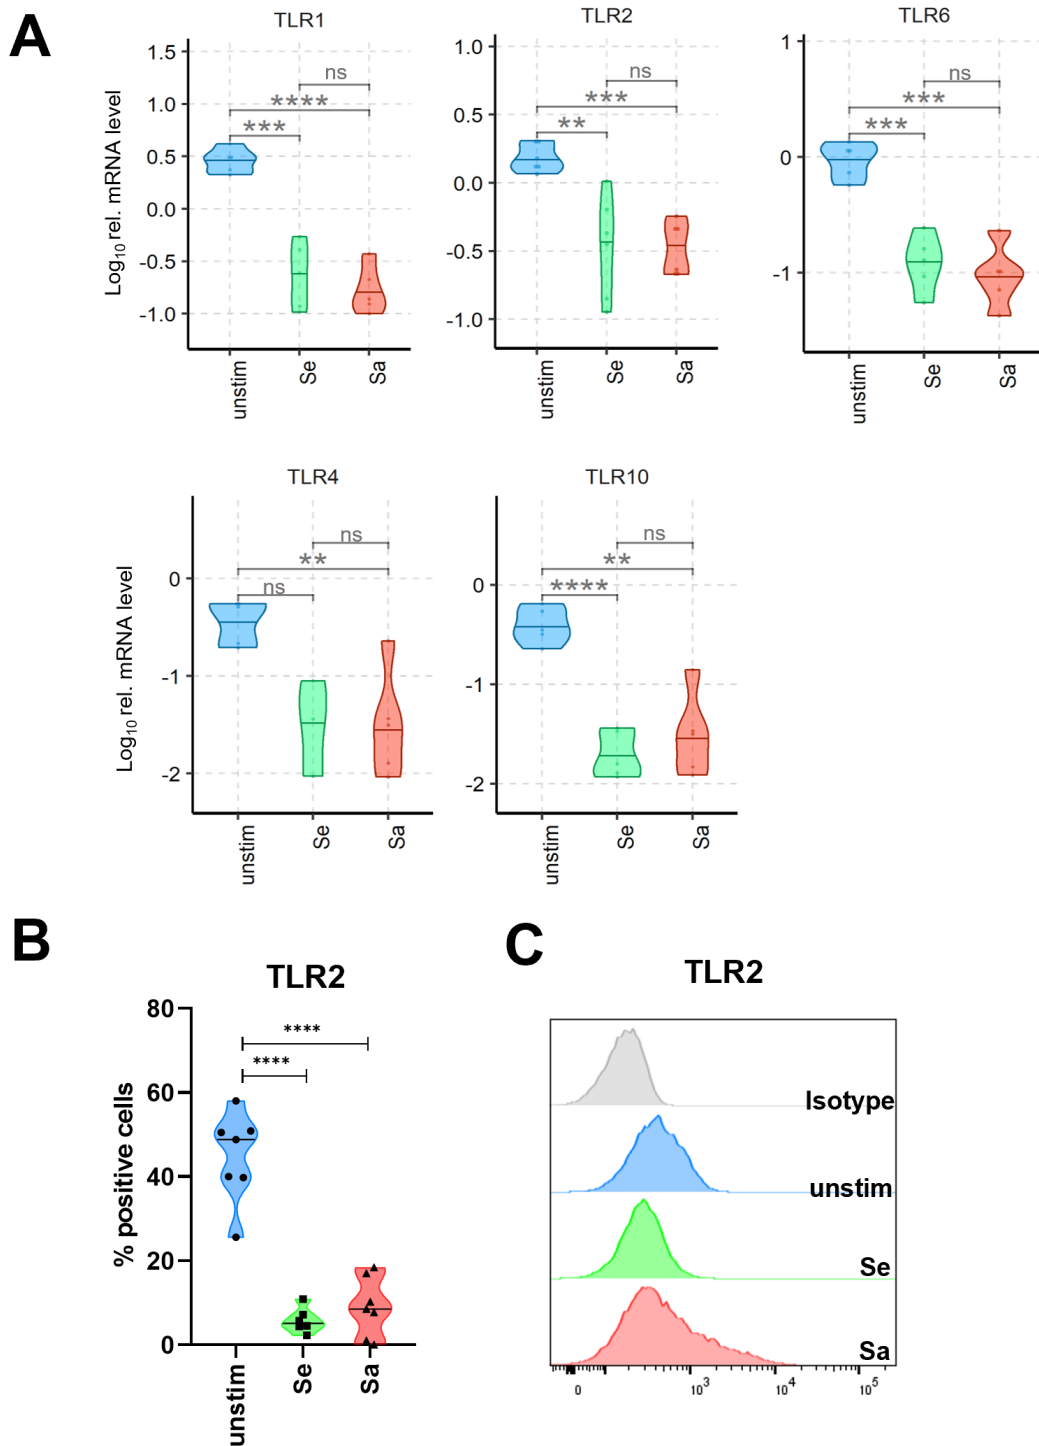 A
TLR1
TLR2
TLR6
Log10 rel. mRNA level
1.5
1.0
0.5
0.0
-0.5
-1.0
ns
****
***
unstim
Se
Sa
1.0
0.5
0.0
-0.5
-1.0
ns
***
**
unstim
Se
Sa
1
0
-1
ns
***
***
unstim
Se
Sa
TLR4
TLR10
Log10 rel. mRNA level
0
-1
-2
ns
**
ns
unstim
Se
Sa
0
-1
-2
ns
**
****
unstim
Se
Sa
B
TLR2
% positive cells
80
60
40
20
0
****
****
unstim
Se
Sa
C
TLR2
Isotype
unstim
Se
Sa
0
10^3
10^4
10^5